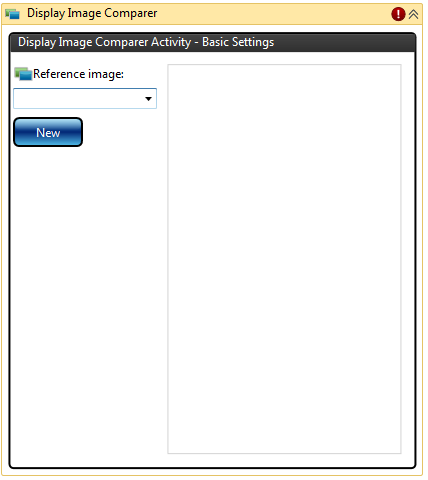 Display Image Comparer
Display Image Comparer Activity - Basic Settings
Reference image:
New